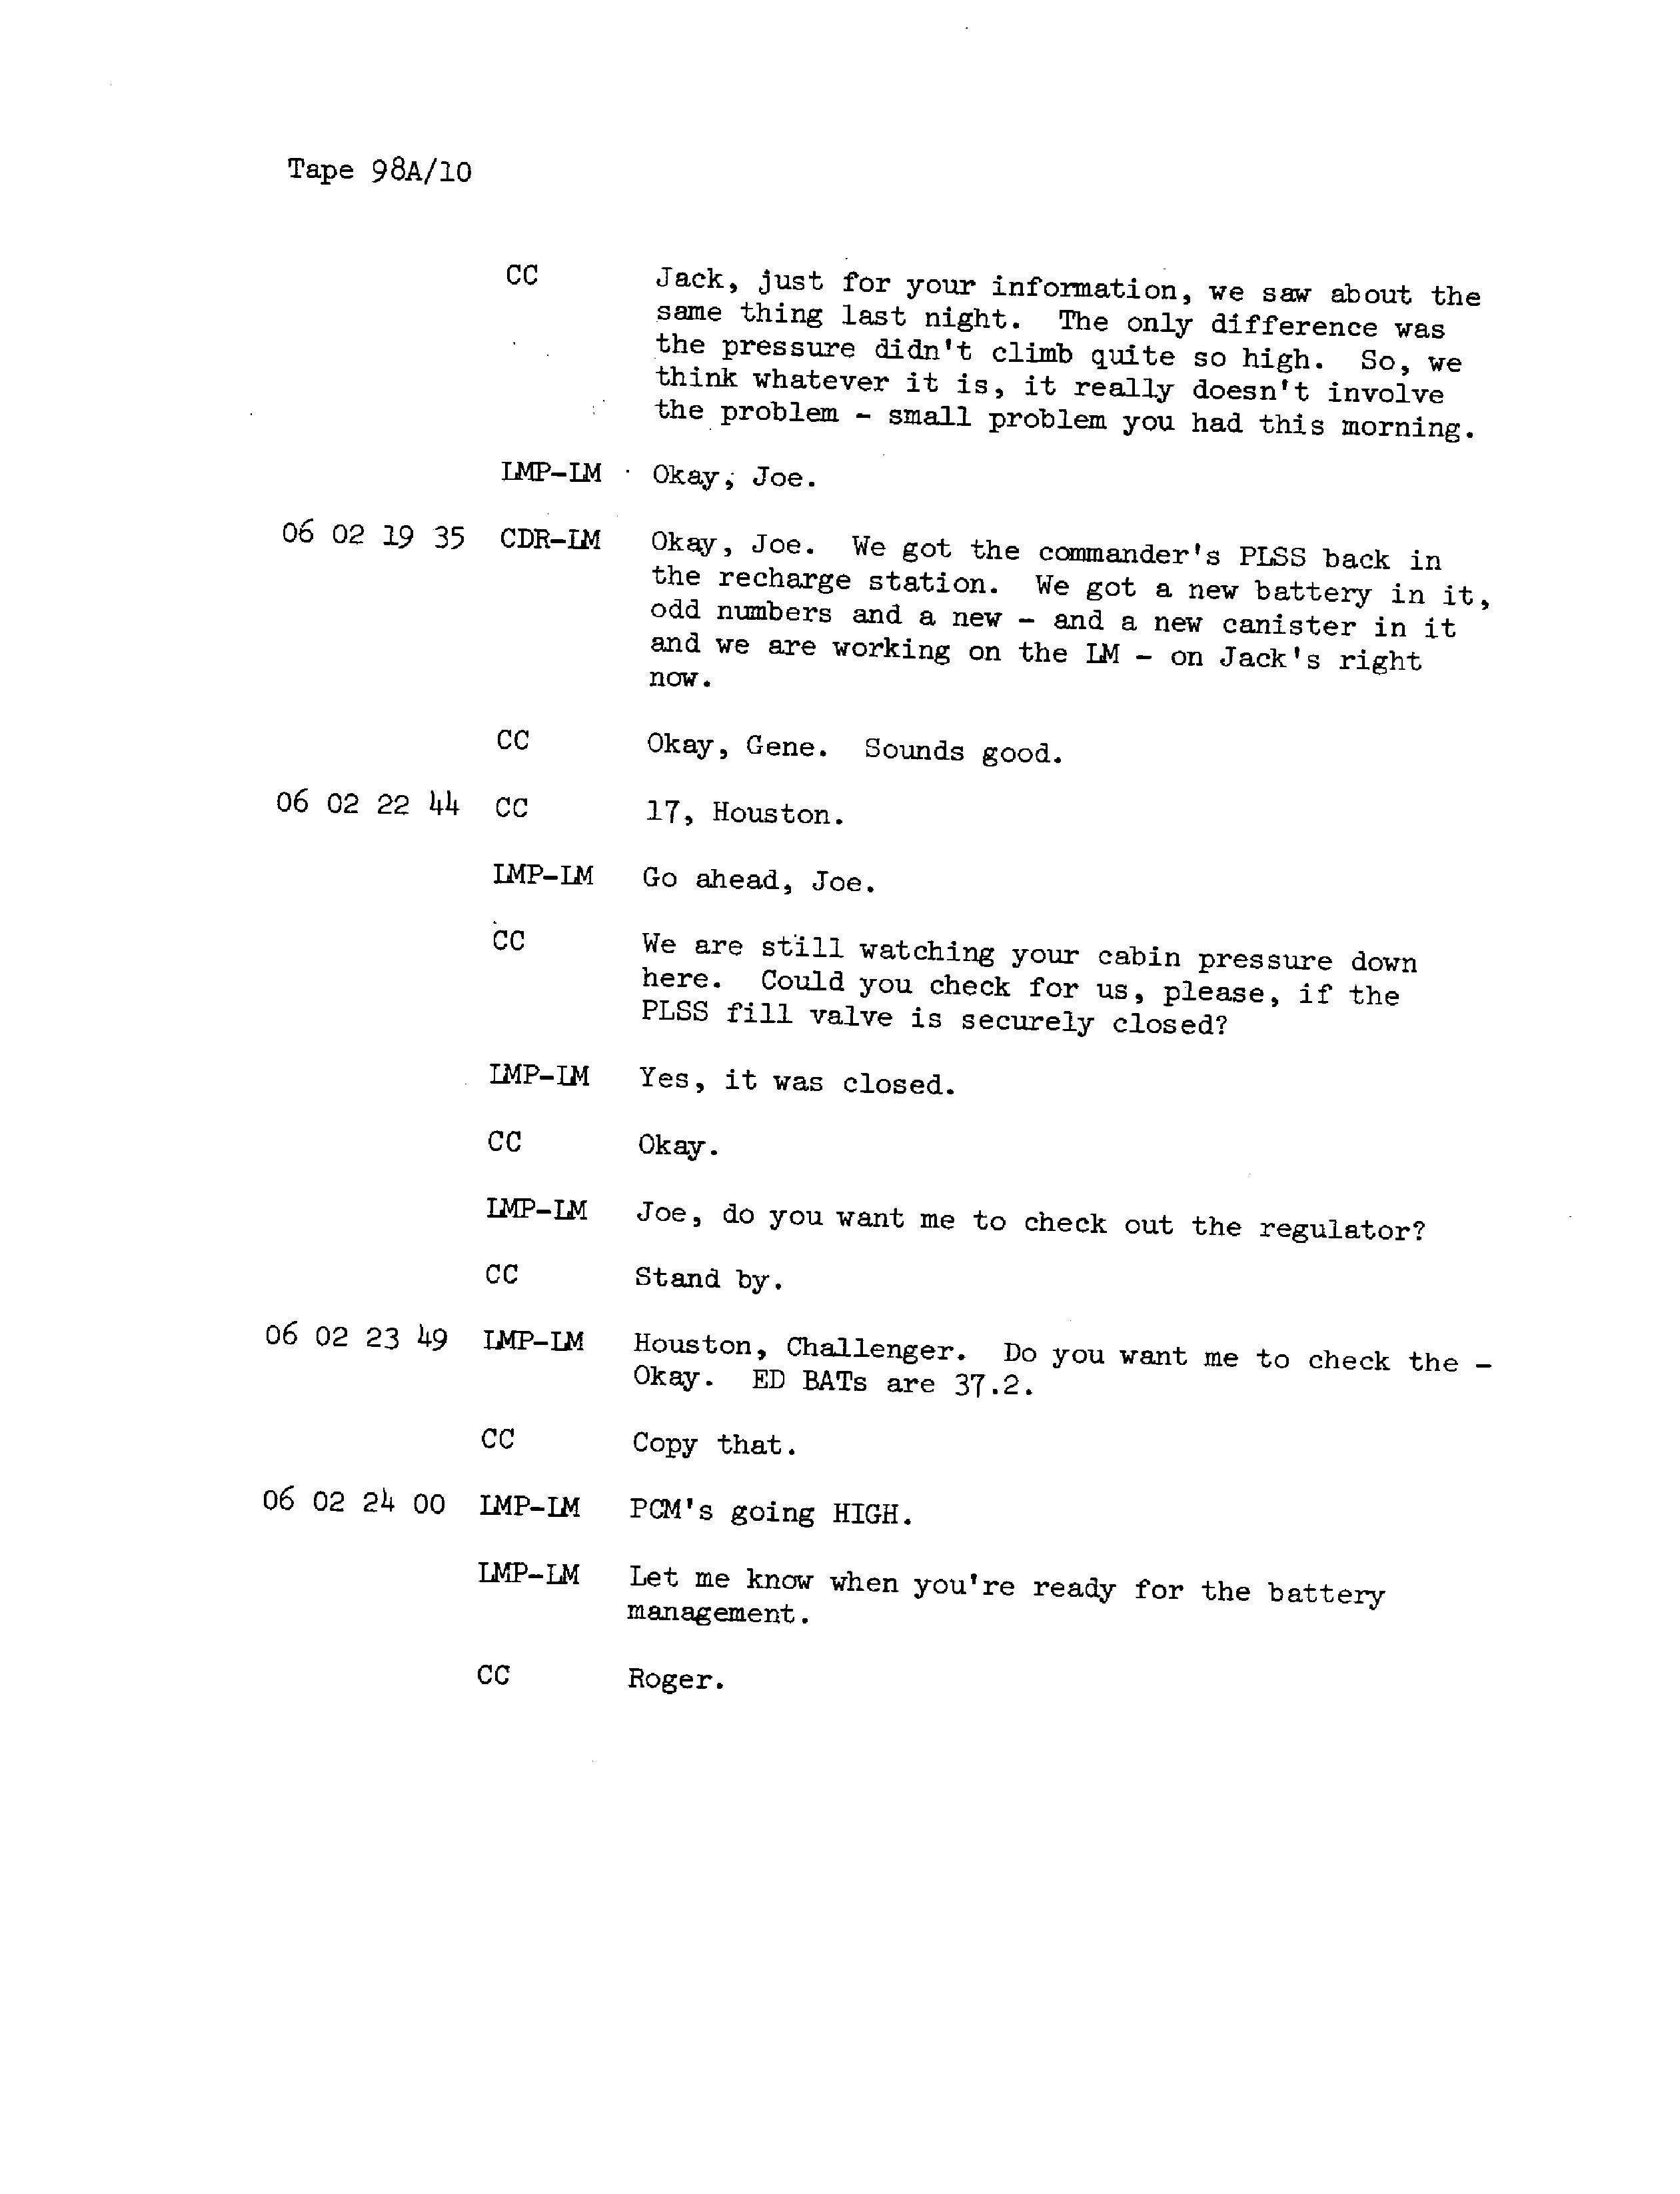 Tape 98A/10
CC Jack, just for your information, we saw about the
same thing last night. The only difference was
the pressure didn't climb quite so high. So, we
think whatever it is, it really doesn't involve
the problem - small problem you had this morning.
LMP-LM Okay, Joe.
06 02 19 35 CDR-LM Okay, Joe. We got the commander's PLSS back in
the recharge station. We got a new battery in it,
odd numbers and a new - and a new canister in it
and we are working on the LM - on Jack's right
now.
CC Okay, Gene. Sounds good.
06 02 22 44 CC 17, Houston.
LMP-LM Go ahead, Joe.
CC We are still watching your cabin pressure down
here. Could you check for us, please, if the
PLSS fill valve is securely closed?
LMP-LM Yes, it was closed.
CC Okay.
LMP-LM Joe, do you want me to check out the regulator?
CC Stand by.
06 02 23 49 LMP-LM Houston, Challenger. Do you want me to check the -
Okay. ED BATs are 37.2.
CC Copy that.
06 02 24 00 LMP-LM PCM's going HIGH.
LMP-LM Let me know when you're ready for the battery
management.
CC Roger.